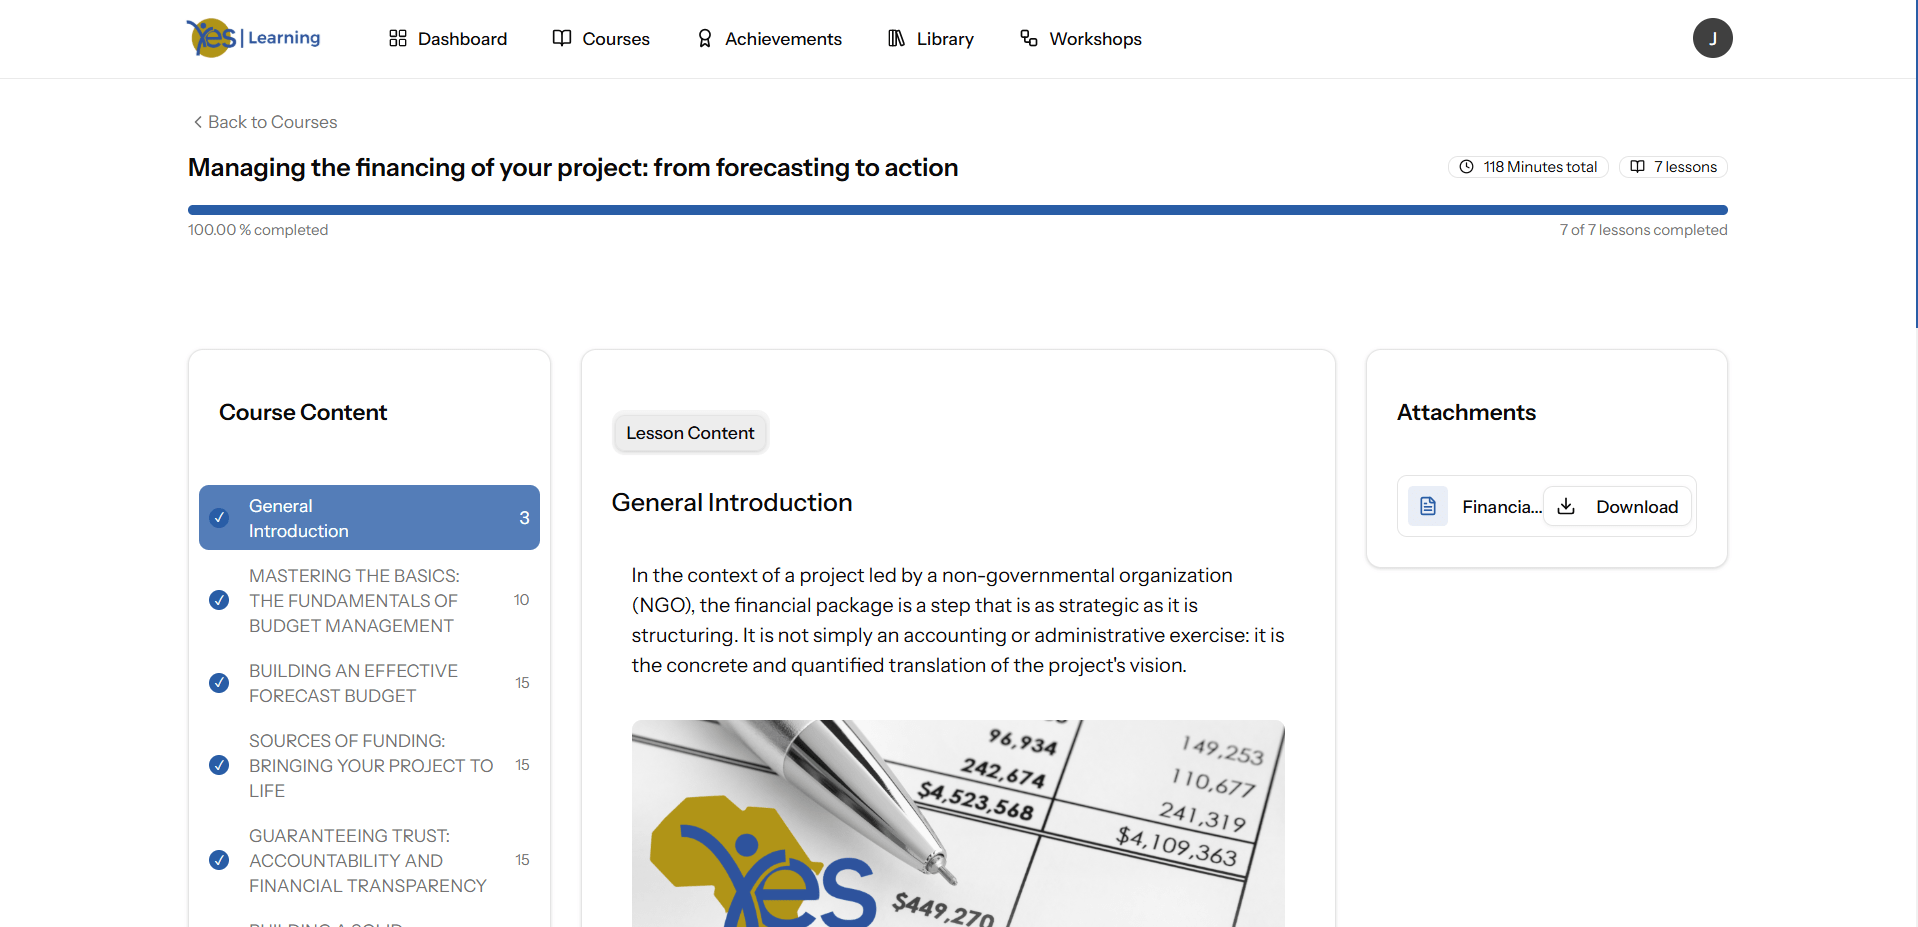 Yes | Learning
Dashboard
Courses
Achievements
Library
Workshops
J
Back to Courses
Managing the financing of your project: from forecasting to action
118 Minutes total
7 lessons
100.00 % completed
7 of 7 lessons completed
Course Content
General
Introduction
3
MASTERING THE BASICS:
THE FUNDAMENTALS OF
BUDGET MANAGEMENT
10
BUILDING AN EFFECTIVE
FORECAST BUDGET
15
SOURCES OF FUNDING:
BRINGING YOUR PROJECT TO
LIFE
15
GUARANTEEING TRUST:
ACCOUNTABILITY AND
FINANCIAL TRANSPARENCY
15
BUILDING A SOLID
Lesson Content
General Introduction
In the context of a project led by a non-governmental organization
(NGO), the financial package is a step that is as strategic as it is
structuring. It is not simply an accounting or administrative exercise: it is
the concrete and quantified translation of the project's vision.
96,934
242,674
$4,523,568
149,253
110,677
241,319
$4,109,363
$449,270
Yes
Attachments
Financia...
Download